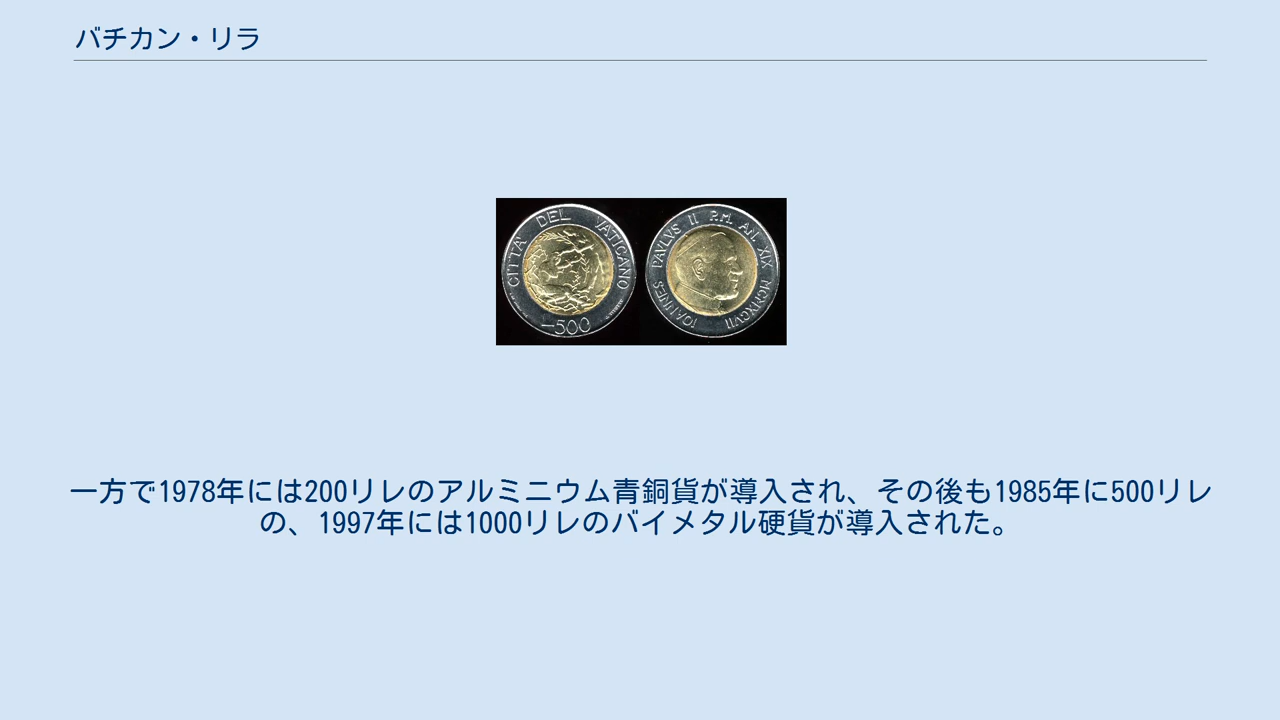 バチカン・リラ
CITTA' DEL VATICANO
500
IOANNES PAVLVS II P.M. AN. XIX MCMXCVII
一方で1978年には200リレのアルミニウム青銅貨が導入され、その後も1985年に500リレ
の、1997年には1000リレのバイメタル硬貨が導入された。